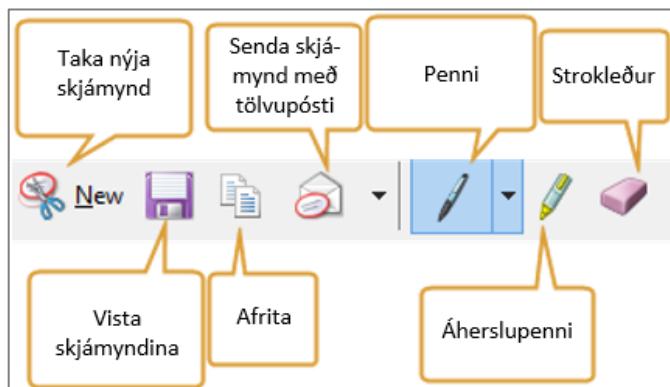 Taka nýja
skjámynd
Senda skjá-
mynd með
tölvupósti
Penni
Strokleður
New
Vista
skjámyndina
Afrita
Áherslupenni